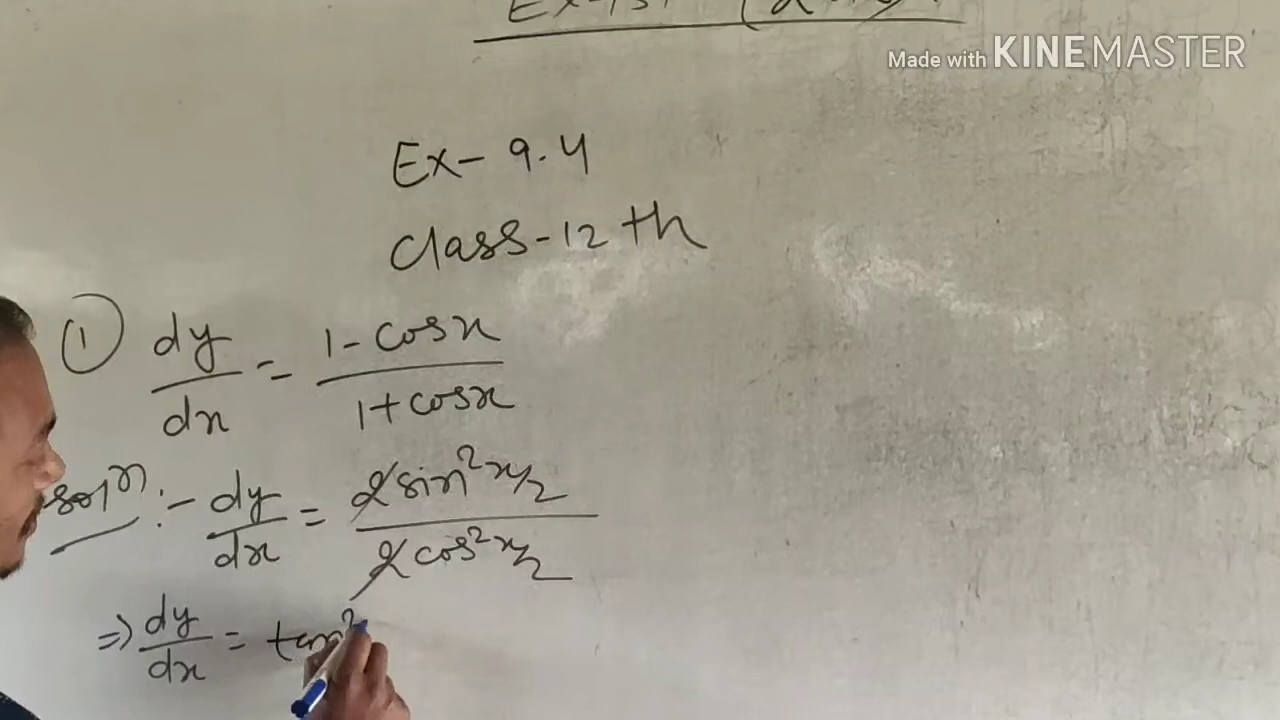 Made with KINEMASTER
Ex- 9.4
Class-12th
① dy/dx = 1-cosx/1+cosx
Solⁿ :- dy/dx = 2sin²x/2/2cos²x/2
⇒ dy/dx = tan²